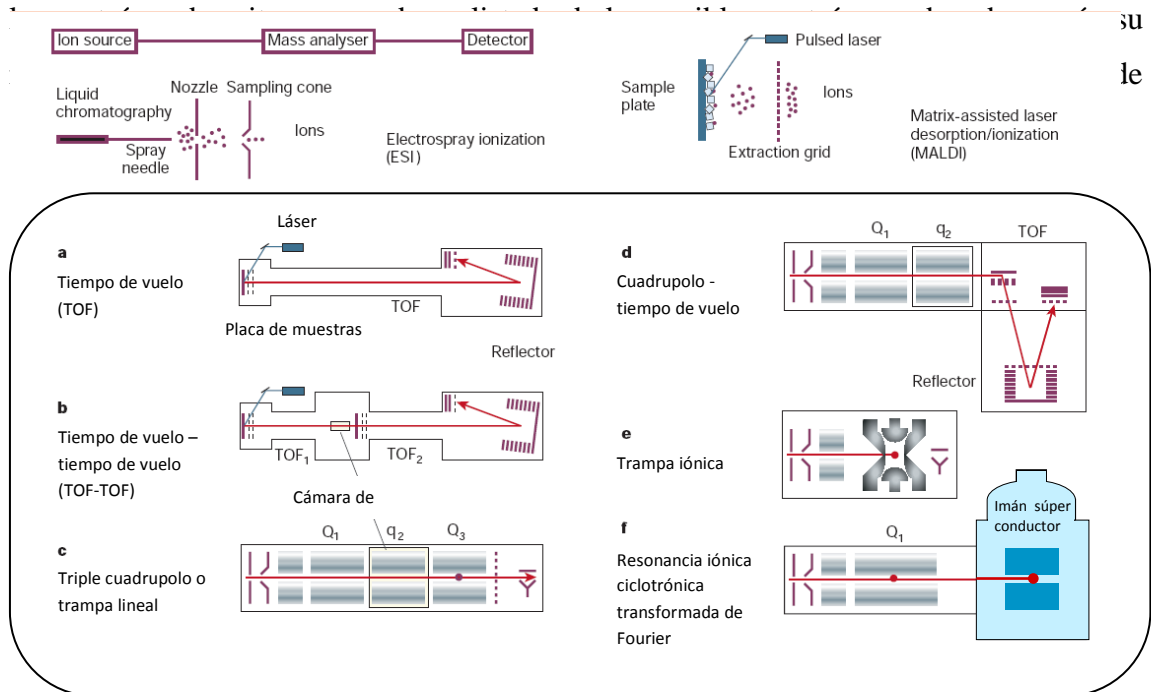 su
de
Ion source
Mass analyser
Detector
Liquid
chromatography
Nozzle
Sampling cone
Ions
Spray
needle
Electrospray ionization
(ESI)
Pulsed laser
Sample
plate
Ions
Extraction grid
Matrix-assisted laser
desorption/ionization
(MALDI)
a
Tiempo de vuelo
(TOF)
Láser
TOF
Placa de muestras
Reflector
b
Tiempo de vuelo –
tiempo de vuelo
(TOF-TOF)
TOF1
TOF2
Cámara de
c
Triple cuadrupolo o
trampa lineal
Q1
q2
Q3
d
Cuadrupolo -
tiempo de vuelo
Q1
q2
TOF
Reflector
e
Trampa iónica
f
Resonancia iónica
ciclotrónica
transformada de
Fourier
Q1
Imán súper
conductor